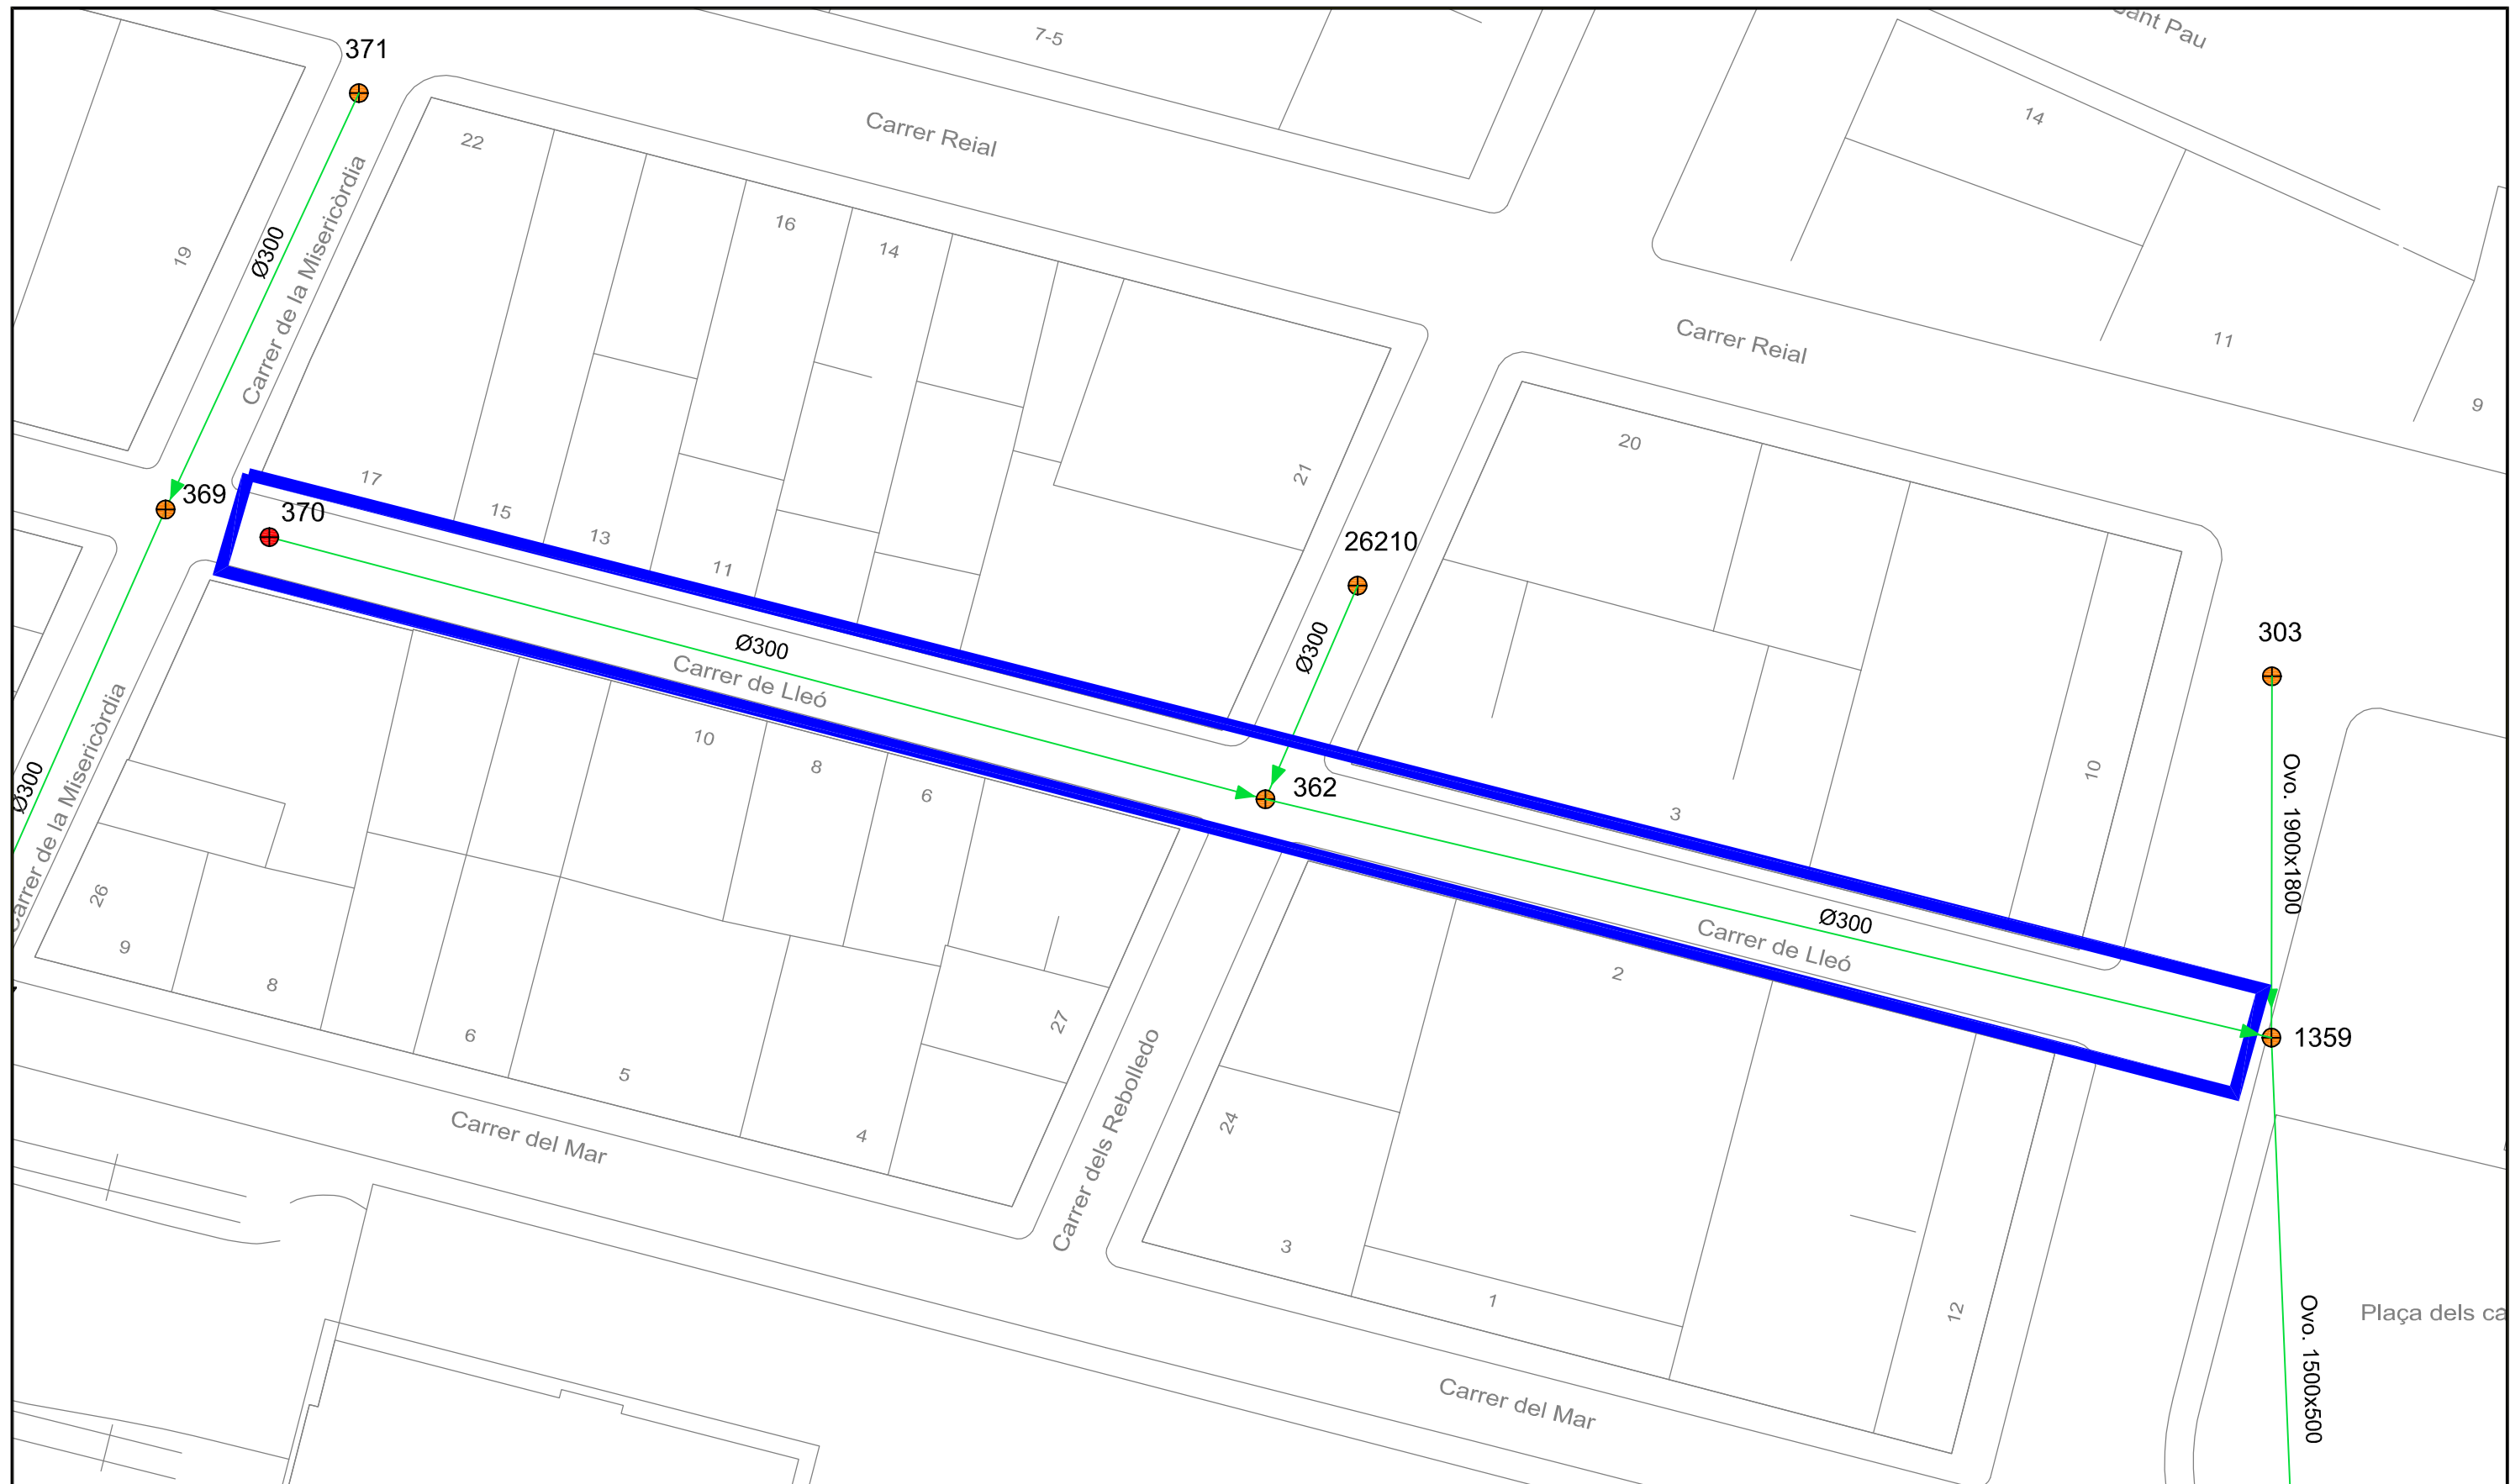 371
7-5
Sant Pau
22
Carrer Reial
14
19
Ø300
Carrer de la Misericòrdia
16
14
Carrer Reial
11
9
369
370
17
15
13
11
21
20
26210
Ø300
303
Ø300
Carrer de Lleó
10
8
6
362
3
10
Ovo. 1900x1800
Ø300
Carrer de la Misericòrdia
26
9
8
6
5
4
27
Ø300
Carrer de Lleó
2
1359
Carrer del Mar
Carrer dels Rebolledo
24
3
1
12
Carrer del Mar
Plaça dels ca
Ovo. 1500x500